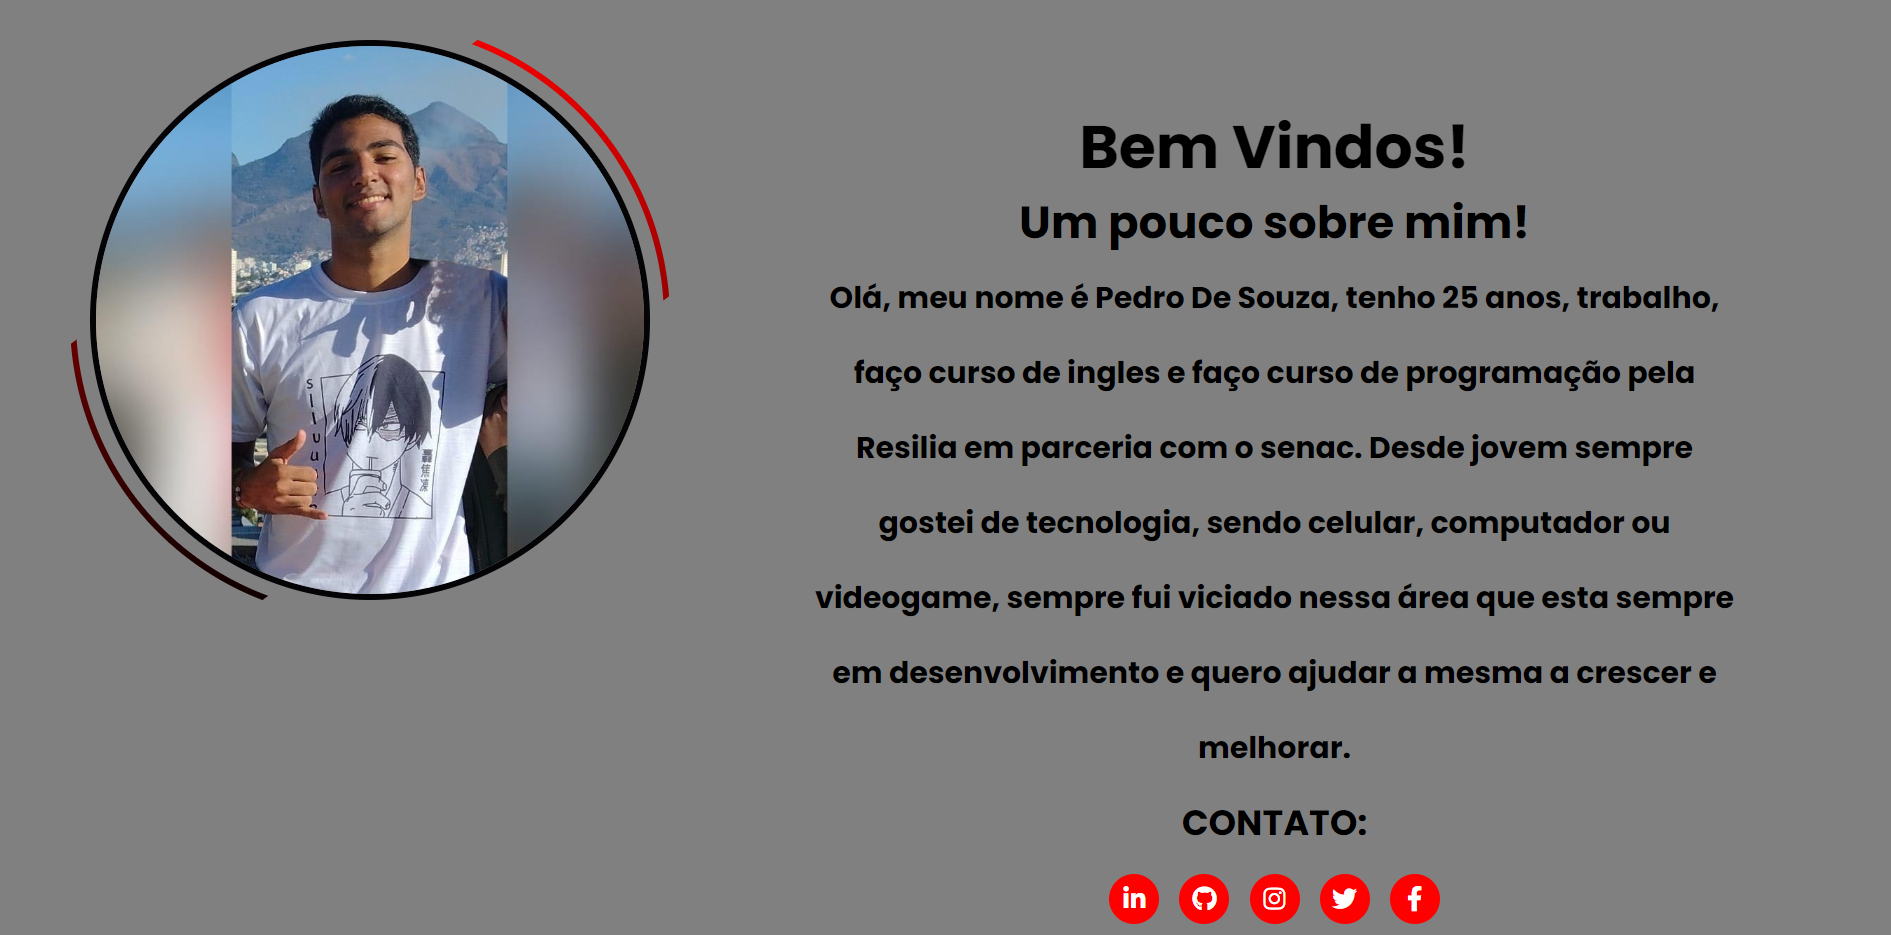 Bem Vindos!
Um pouco sobre mim!
Olá, meu nome é Pedro De Souza, tenho 25 anos, trabalho,
faço curso de ingles e faço curso de programação pela
Resilia em parceria com o senac. Desde jovem sempre
gostei de tecnologia, sendo celular, computador ou
videogame, sempre fui viciado nessa área que esta sempre
em desenvolvimento e quero ajudar a mesma a crescer e
melhorar.
CONTATO:
in